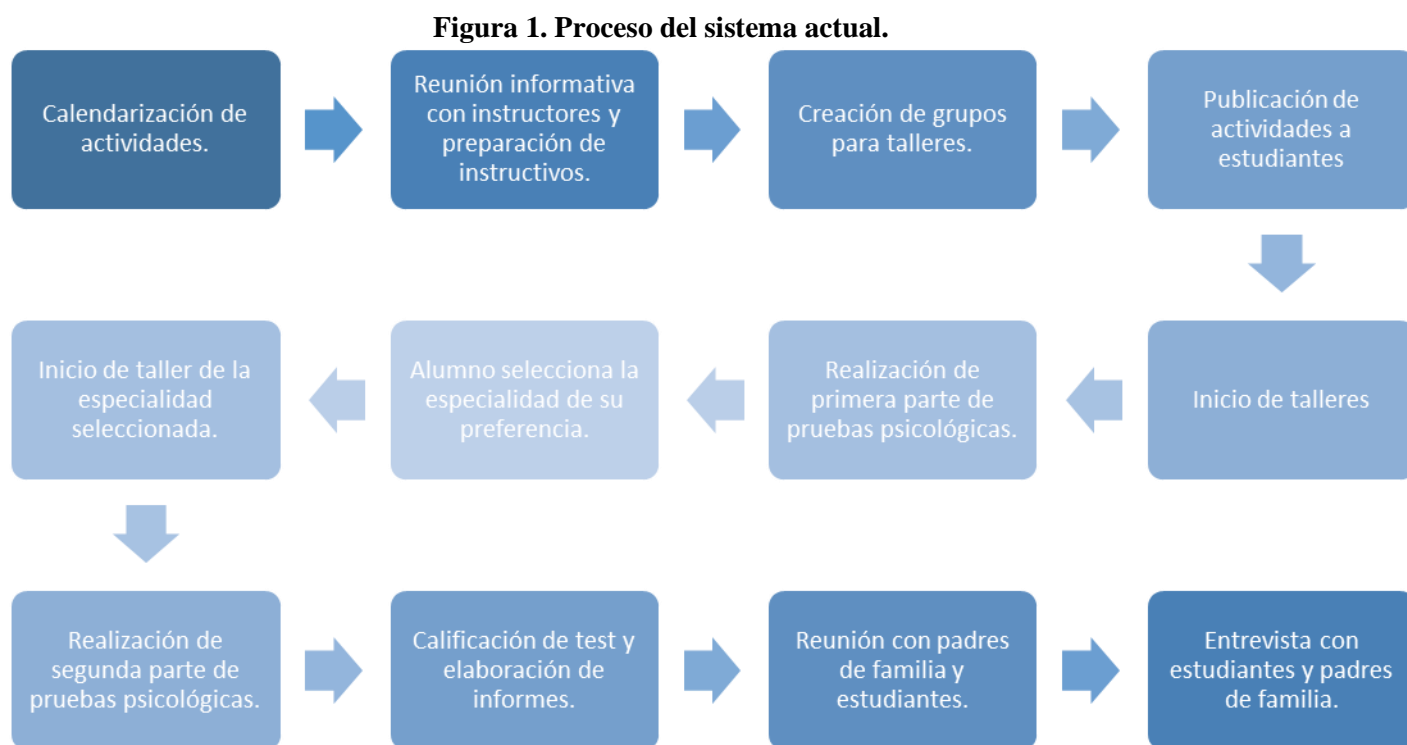 Figura 1. Proceso del sistema actual.
Calendarización de
actividades.
Reunión informativa
con instructores y
preparación de
instructivos.
Creación de grupos
para talleres.
Publicación de
actividades a
estudiantes
Inicio de talleres
Realización de
primera parte de
pruebas psicológicas.
Alumno selecciona la
especialidad de su
preferencia.
Inicio de taller de la
especialidad
seleccionada.
Realización de
segunda parte de
pruebas psicológicas.
Calificación de test y
elaboración de
informes.
Reunión con padres
de familia y
estudiantes.
Entrevista con
estudiantes y padres
de familia.